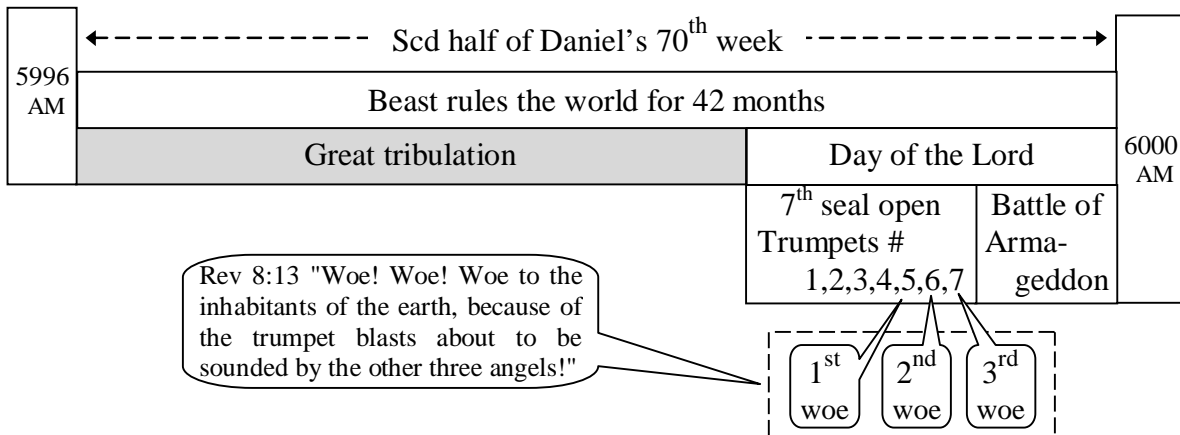 Scd half of Daniel's 70th week
5996
AM
Beast rules the world for 42 months
Great tribulation
Day of the Lord
6000
AM
7th seal open
Trumpets #
1,2,3,4,5,6,7
Battle of
Arma-
geddon
Rev 8:13 "Woe! Woe! Woe to the
inhabitants of the earth, because of
the trumpet blasts about to be
sounded by the other three angels!"
1st
woe
2nd
woe
3rd
woe